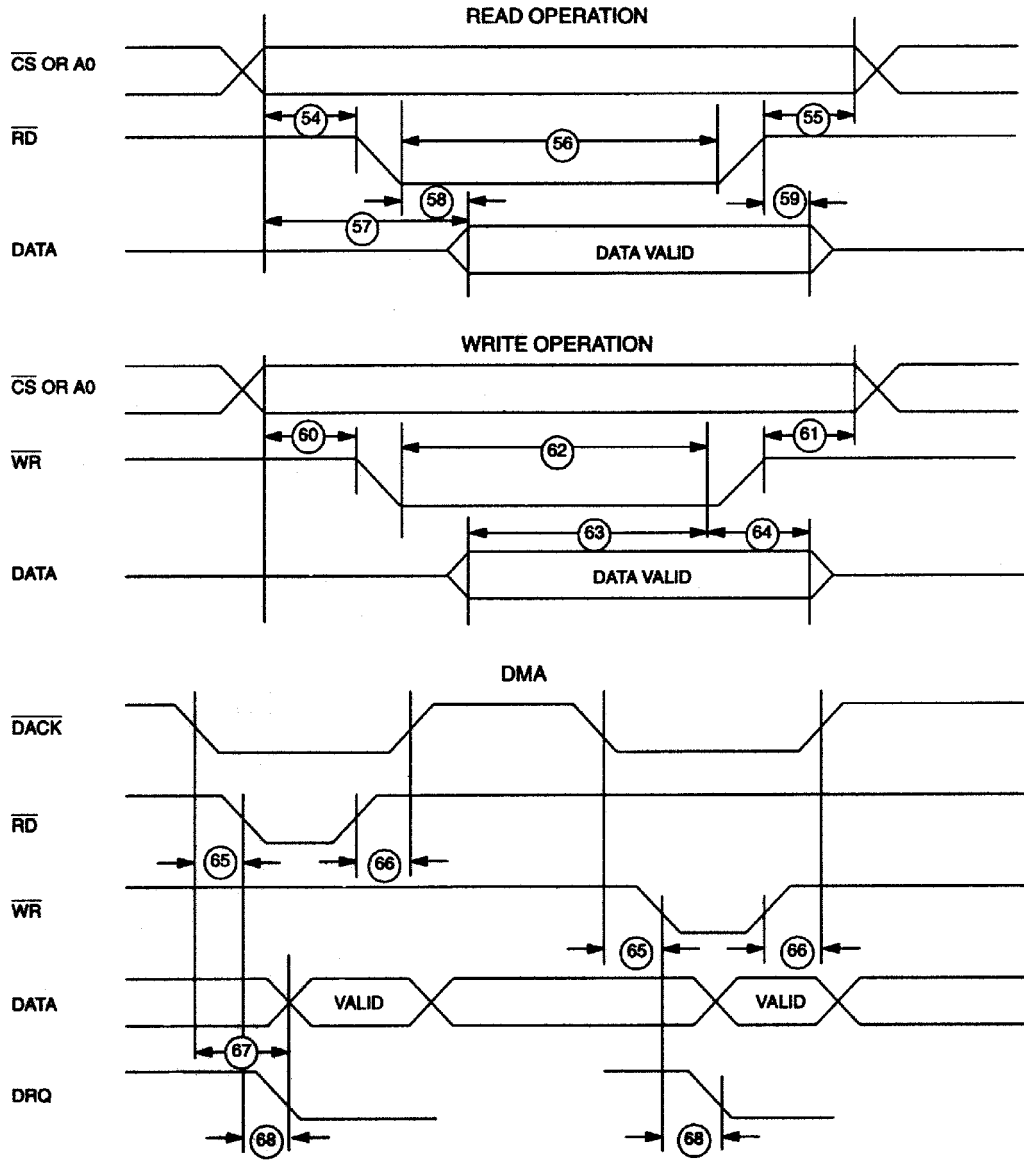 READ OPERATION
CS OR A0
54
55
RD
56
58
59
57
DATA
DATA VALID
WRITE OPERATION
CS OR A0
60
61
62
WR
63
64
DATA
DATA VALID
DMA
DACK
RD
65
66
WR
65
66
DATA
VALID
VALID
67
DRQ
68
68